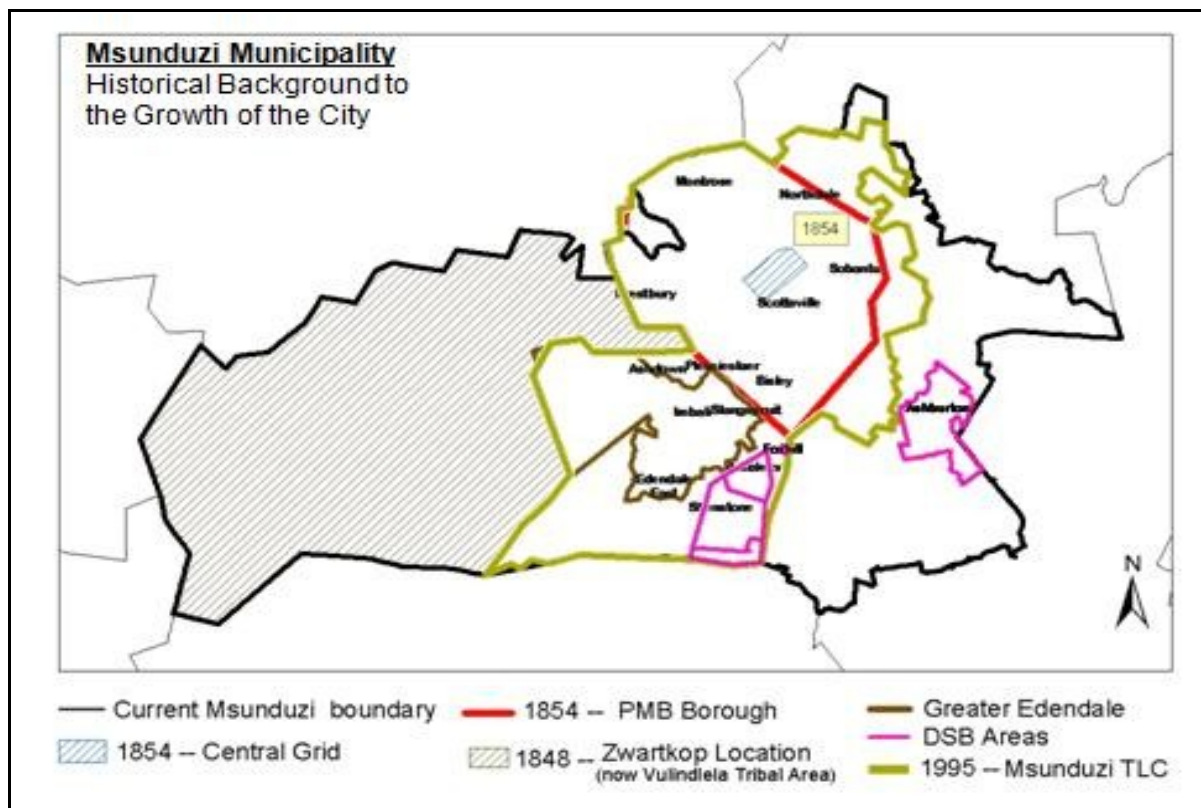 Msunduzi Municipality
Historical Background to
the Growth of the City
Montrose
Northdale
1854
Sobantu
Scottsville
Bisley
Imbali
Foxhill
Edendale
East
Ashburton
N
Current Msunduzi boundary
1854 -- PMB Borough
Greater Edendale
1854 -- Central Grid
1848 -- Zwartkop Location
(now Vulindlela Tribal Area)
DSB Areas
1995 -- Msunduzi TLC